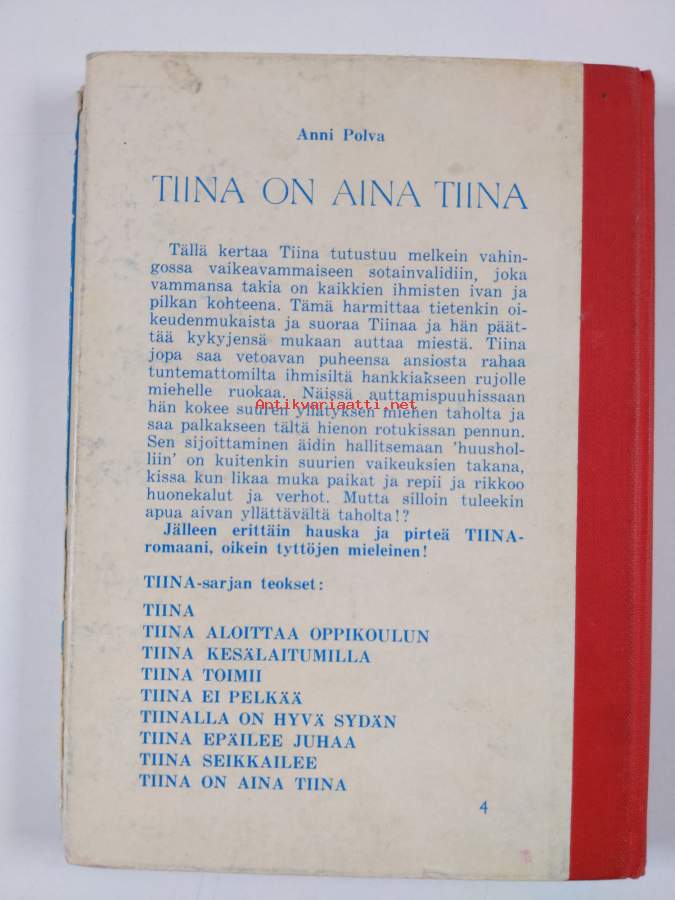 Anni Polva
TIINA ON AINA TIINA
Tällä kertaa Tiina tutustuu melkein vahin-
gossa vaikeavammaiseen sotainvalidiin, joka
vammansa takia on kaikkien ihmisten ivan ja
pilkan kohteena. Tämä harmittaa tietenkin oi-
keudenmukaista ja suoraa Tiinaa ja hän päät-
tää kykyjensä mukaan auttaa miestä. Tiina
jopa saa vetoavan puheensa ansiosta rahaa
tuntemattomilta ihmisiltä hankkiakseen rujolle
miehelle ruokaa. Näissä auttamispuuhissaan
hän kokee suuren yllätyksen miehen taholta ja
Antikvariaatti.net
saa palkakseen tältä hienon rotukissan pennun.
Sen sijoittaminen äidin hallitsemaan 'huushol-
liin' on kuitenkin suurien vaikeuksien takana,
kissa kun likaa muka paikat ja repii ja rikkoo
huonekalut ja verhot. Mutta silloin tuleekin
apua aivan yllättävältä taholta!?
Jälleen erittäin hauska ja pirteä TIINA-
romaani, oikein tyttöjen mieleinen!
TIINA-sarjan teokset:
TIINA
TIINA ALOITTAA OPPIKOULUN
TIINA KESÄLAITUMILLA
TIINA TOIMII
TIINA EI PELKÄÄ
TIINALLA ON HYVÄ SYDÄN
TIINA EPÄILEE JUHAA
TIINA SEIKKAILEE
TIINA ON AINA TIINA
4